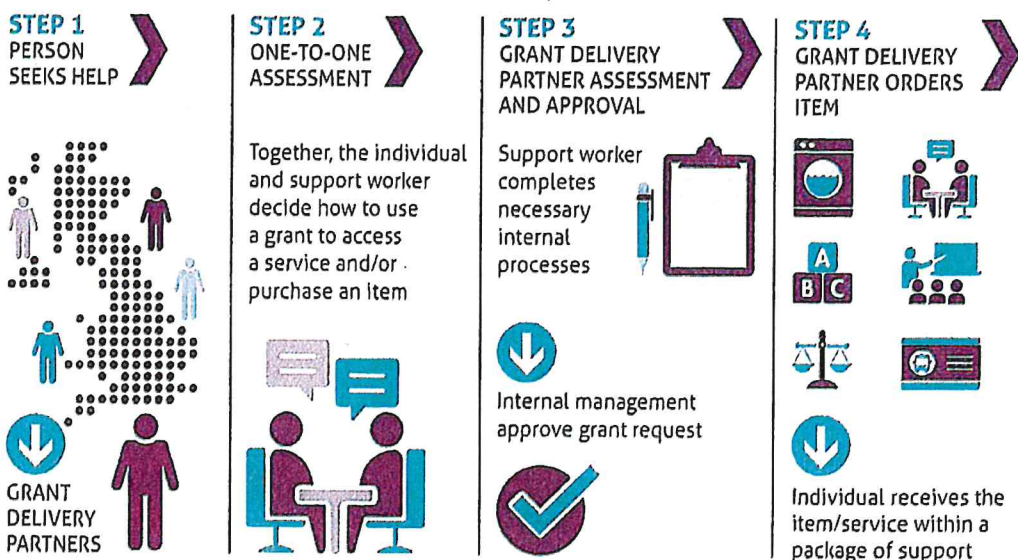 STEP 1
PERSON
SEEKS HELP
GRANT
DELIVERY
PARTNERS
STEP 2
ONE-TO-ONE
ASSESSMENT
Together, the individual
and support worker
decide how to use
a grant to access
a service and/or
purchase an item
STEP 3
GRANT DELIVERY
PARTNER ASSESSMENT
AND APPROVAL
Support worker
completes
necessary
internal
processes
Internal management
approve grant request
STEP 4
GRANT DELIVERY
PARTNER ORDERS
ITEM
A
B C
Individual receives the
item/service within a
package of support